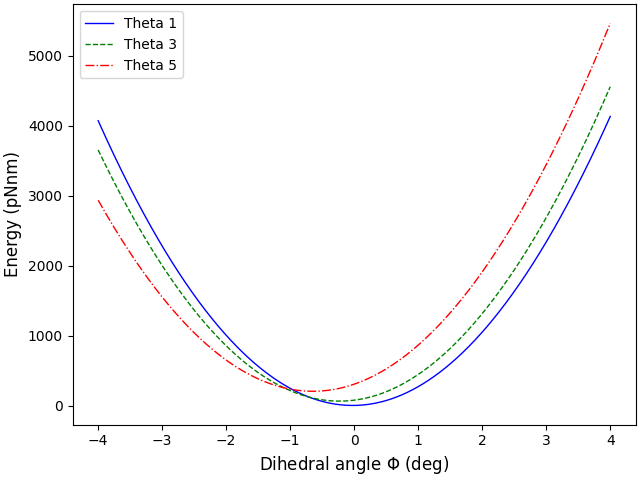 Theta 1
Theta 3
Theta 5
Energy (pNnm)
5000
4000
3000
2000
1000
0
−4 −3 −2 −1 0 1 2 3 4
Dihedral angle Φ (deg)